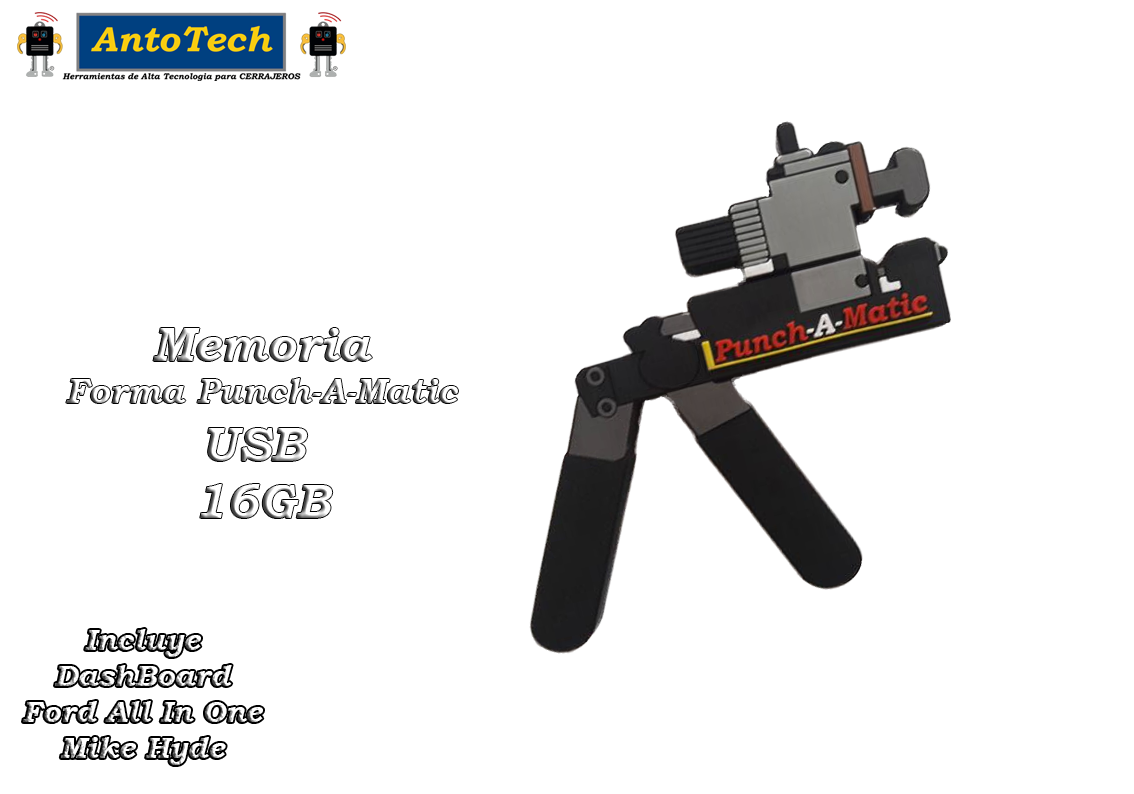 AntoTech
Herramientas de Alta Tecnologia para CERRAJEROS
Punch-A-Matic
Memoria
Forma Punch-A-Matic
USB
16GB
Incluye
DashBoard
Ford All In One
Mike Hyde